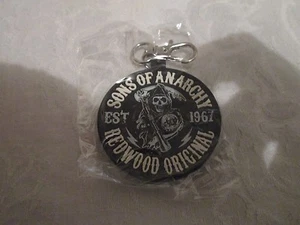 SONS OF ANARCHY
EST 1967
REDWOOD ORIGINAL